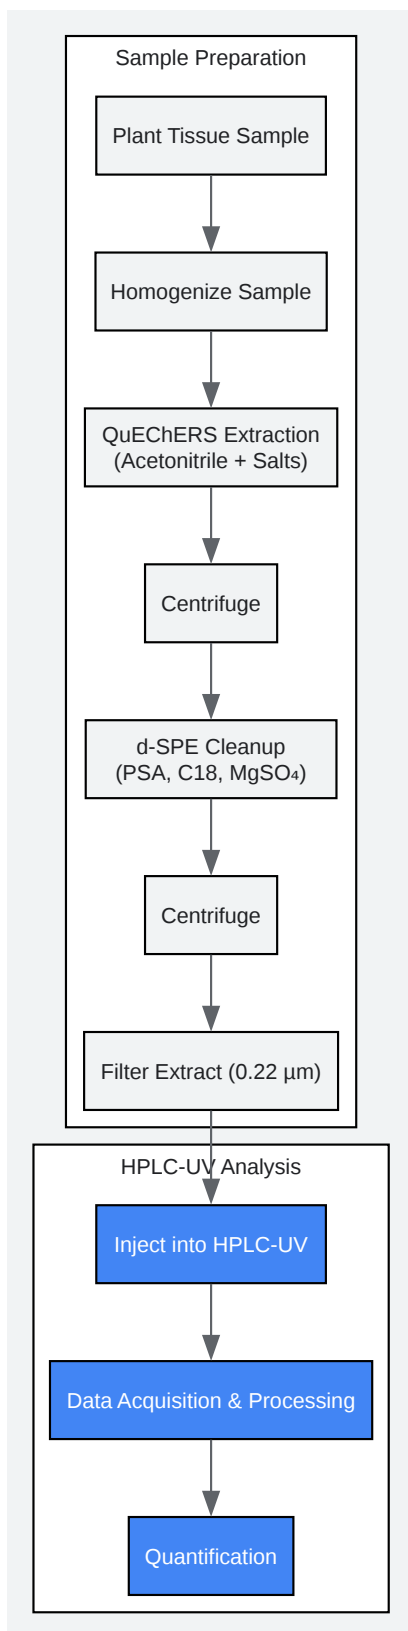 Sample Preparation
Plant Tissue Sample
Homogenize Sample
QuEChERS Extraction
(Acetonitrile + Salts)
Centrifuge
d-SPE Cleanup
(PSA, C18, MgSO₄)
Centrifuge
Filter Extract (0.22 µm)
HPLC-UV Analysis
Inject into HPLC-UV
Data Acquisition & Processing
Quantification